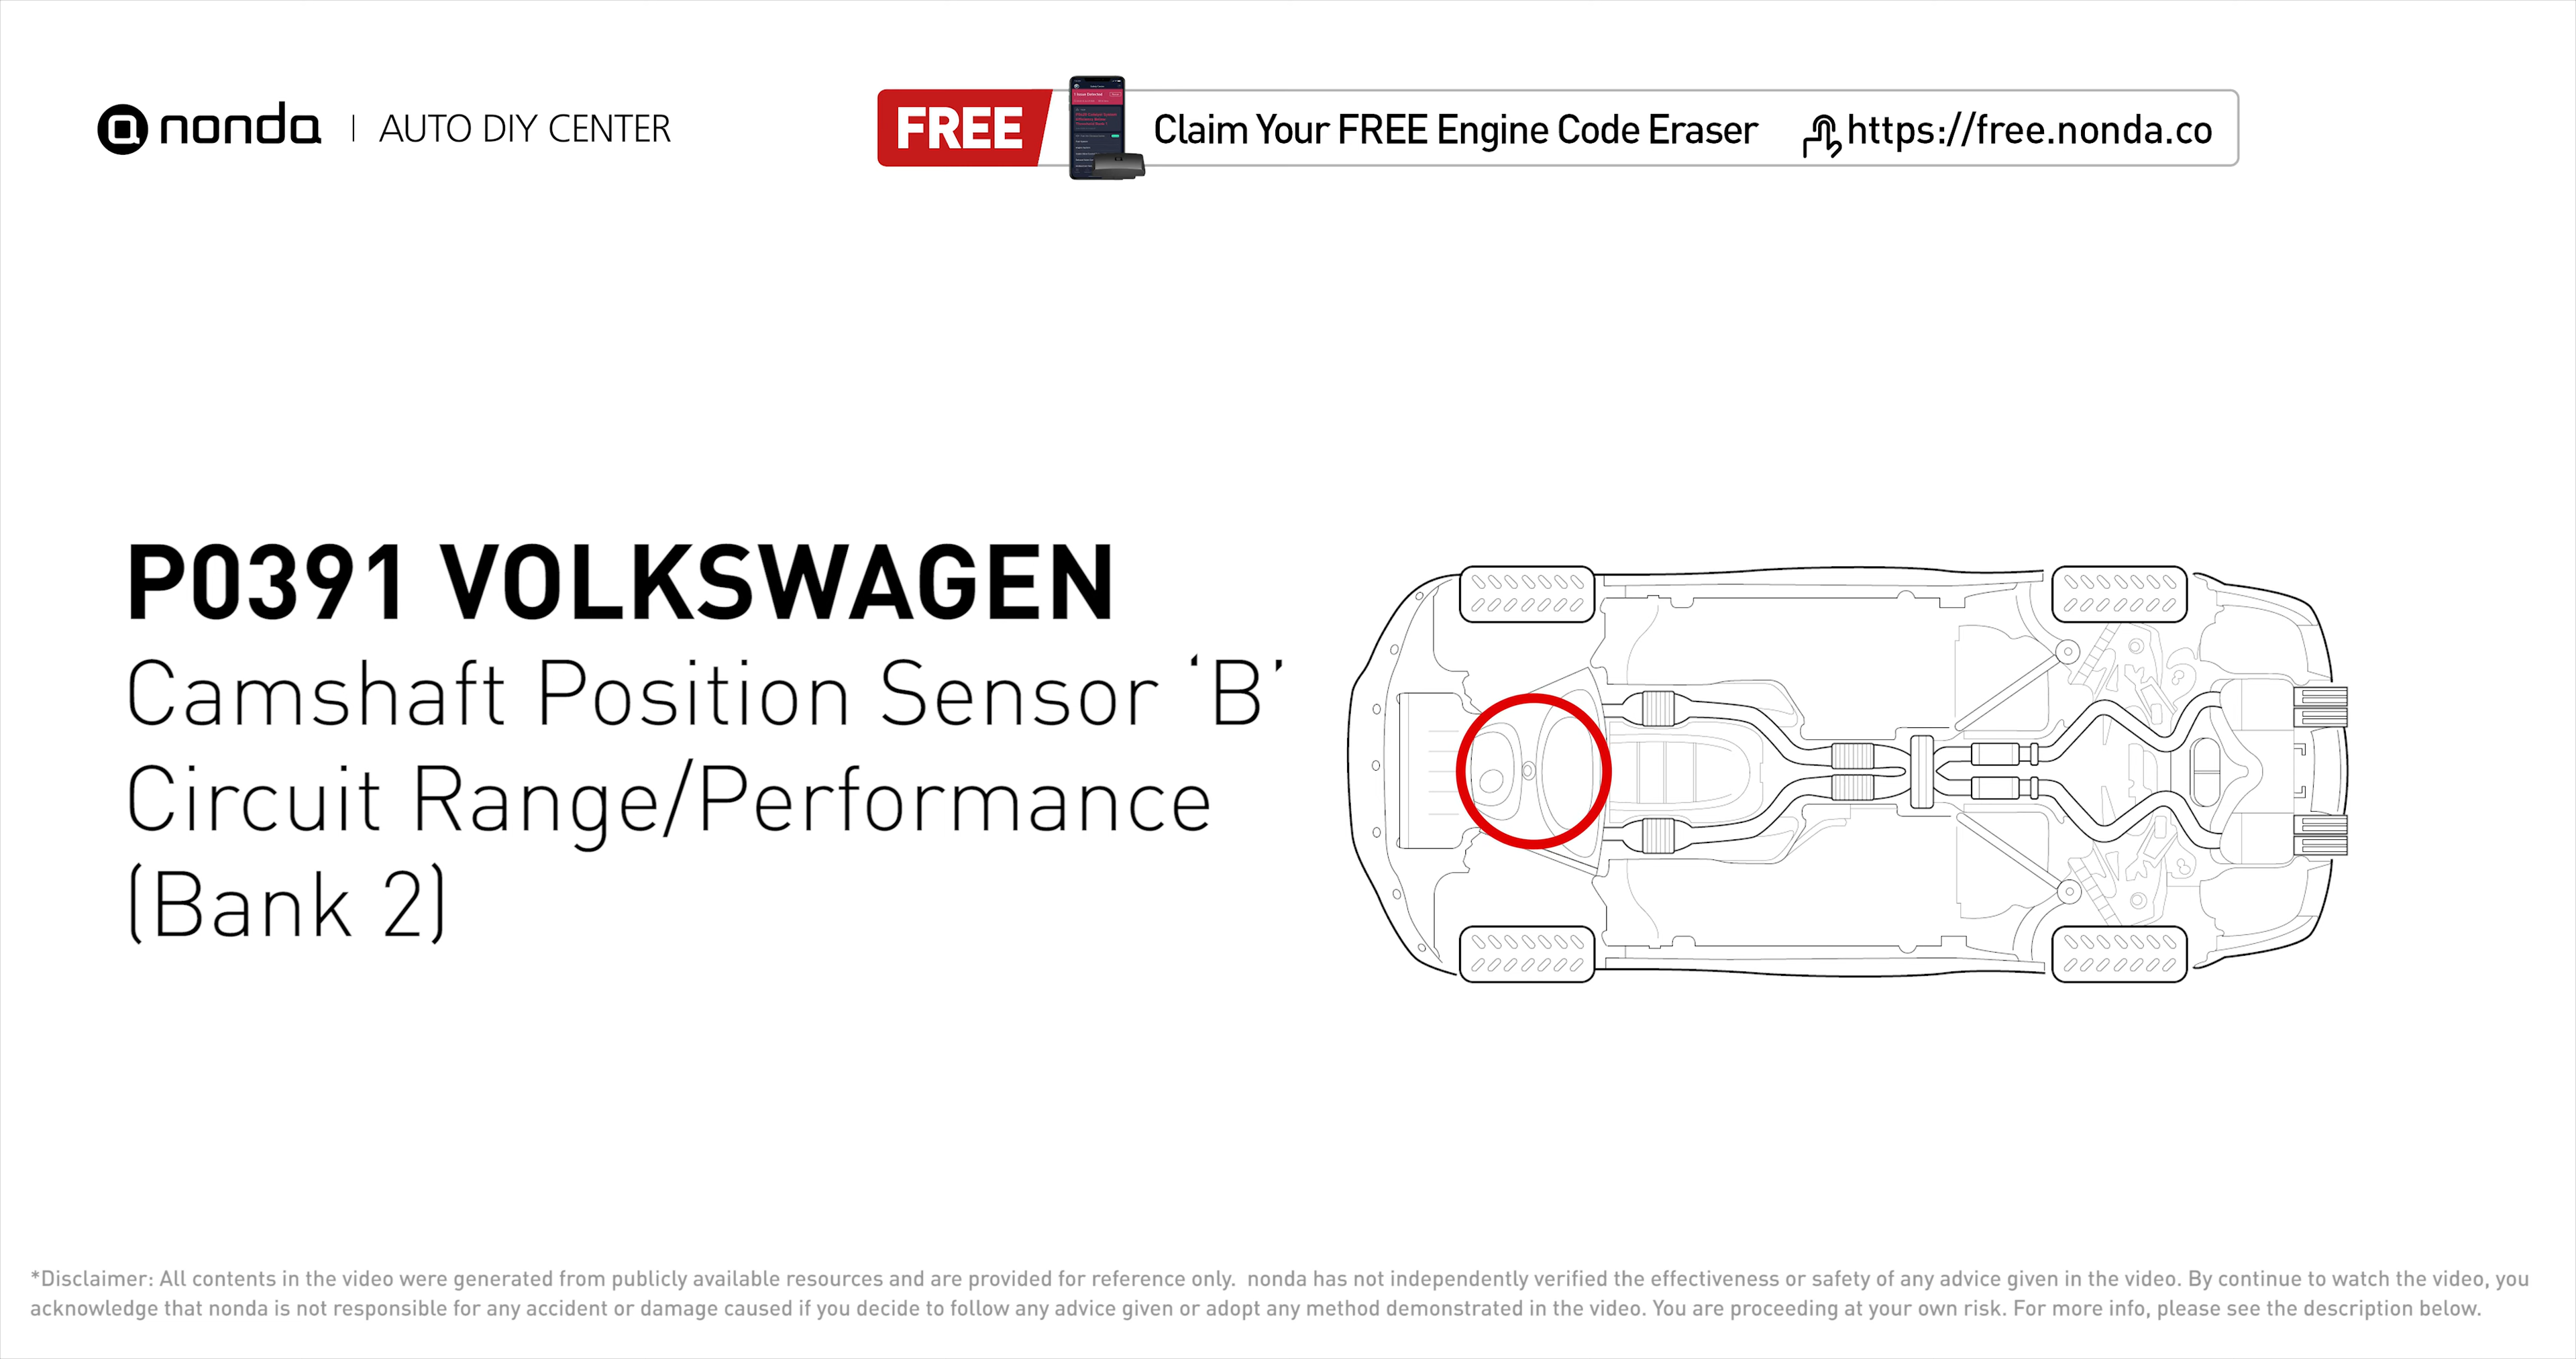 nonda | AUTO DIY CENTER
FREE
Claim Your FREE Engine Code Eraser
https://free.nonda.co
P0391 VOLKSWAGEN
Camshaft Position Sensor ‘B’
Circuit Range/Performance
(Bank 2)
*Disclaimer: All contents in the video were generated from publicly available resources and are provided for reference only.  nonda has not independently verified the effectiveness or safety of any advice given in the video. By continue to watch the video, you
acknowledge that nonda is not responsible for any accident or damage caused if you decide to follow any advice given or adopt any method demonstrated in the video. You are proceeding at your own risk. For more info, please see the description below.